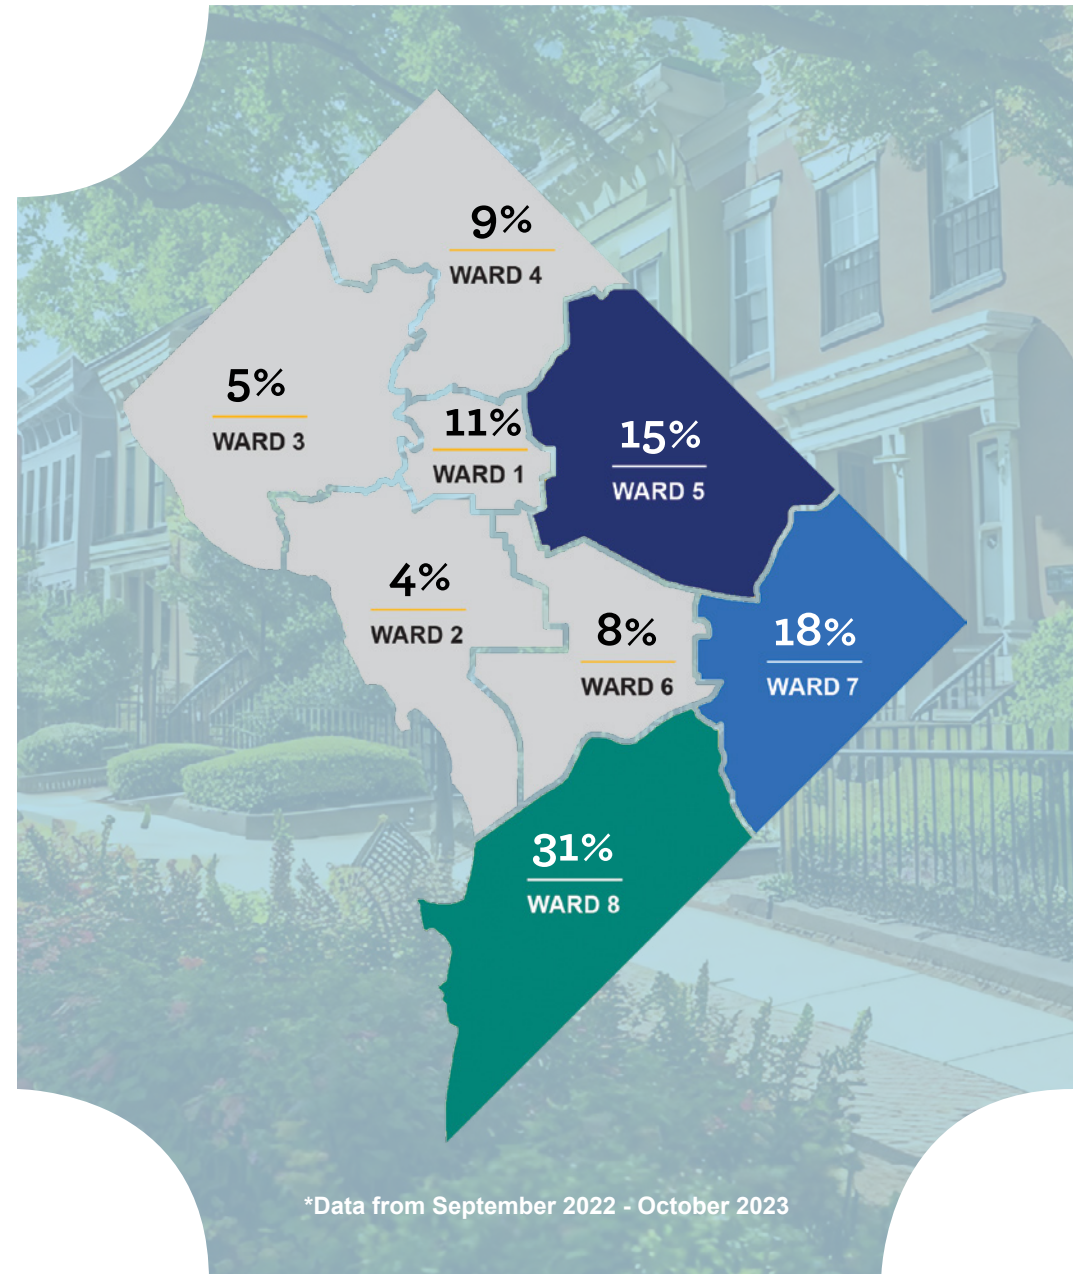 9%
WARD 4
5%
WARD 3
11%
WARD 1
15%
WARD 5
4%
WARD 2
8%
WARD 6
18%
WARD 7
31%
WARD 8
*Data from September 2022 - October 2023